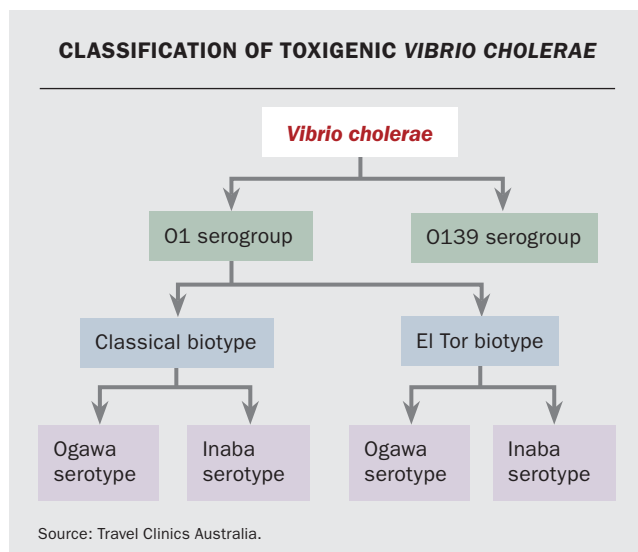 CLASSIFICATION OF TOXIGENIC VIBRIO CHOLERAE
Vibrio cholerae
O1 serogroup
O139 serogroup
Classical biotype
El Tor biotype
Ogawa
serotype
Inaba
serotype
Ogawa
serotype
Inaba
serotype
Source: Travel Clinics Australia.